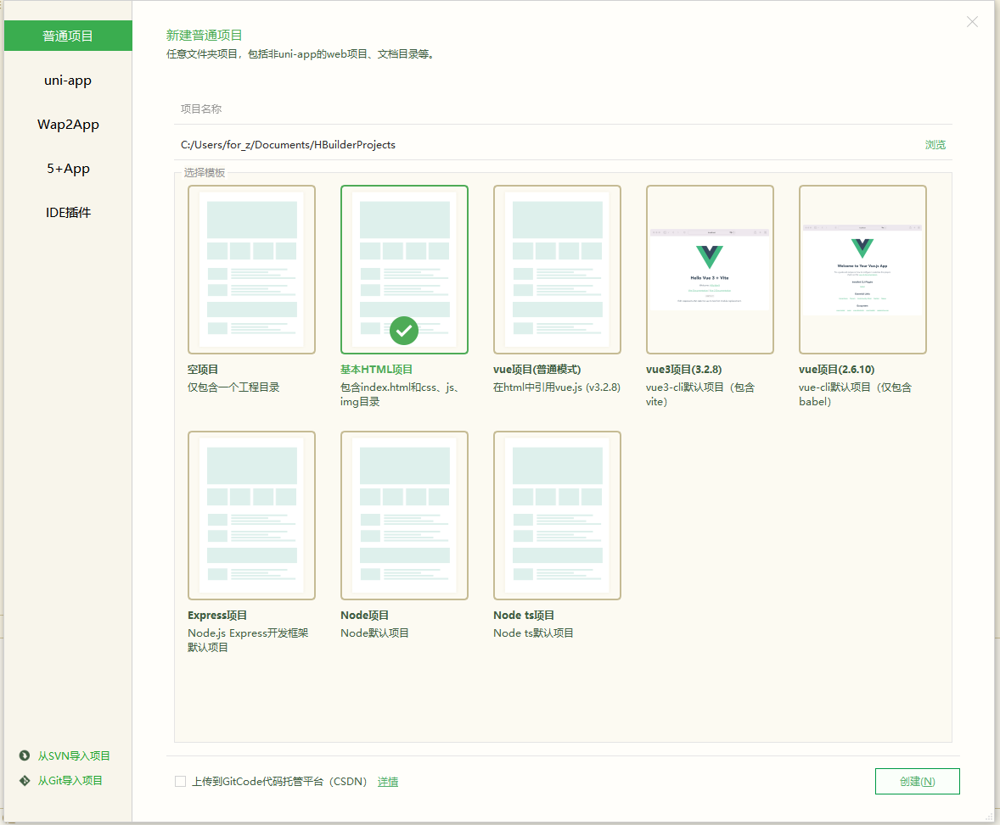 普通项目
uni-app
Wap2App
5+App
IDE插件
从SVN导入项目
从Git导入项目
新建普通项目
任意文件夹项目，包括非uni-app的web项目、文档目录等。
项目名称
C:/Users/for_z/Documents/HBuilderProjects
浏览
选择模板
Hello Vue 3 + Vite
Welcome to Your Vue.js App
空项目
仅包含一个工程目录
基本HTML项目
包含index.html和css、js、
img目录
vue项目(普通模式)
在html中引用vue.js (v3.2.8)
vue3项目(3.2.8)
vue3-cli默认项目（包含
vite）
vue项目(2.6.10)
vue-cli默认项目（仅包含
babel）
Express项目
Node.js Express开发框架
默认项目
Node项目
Node默认项目
Node ts项目
Node ts默认项目
上传到GitCode代码托管平台（CSDN）
详情
创建(N)